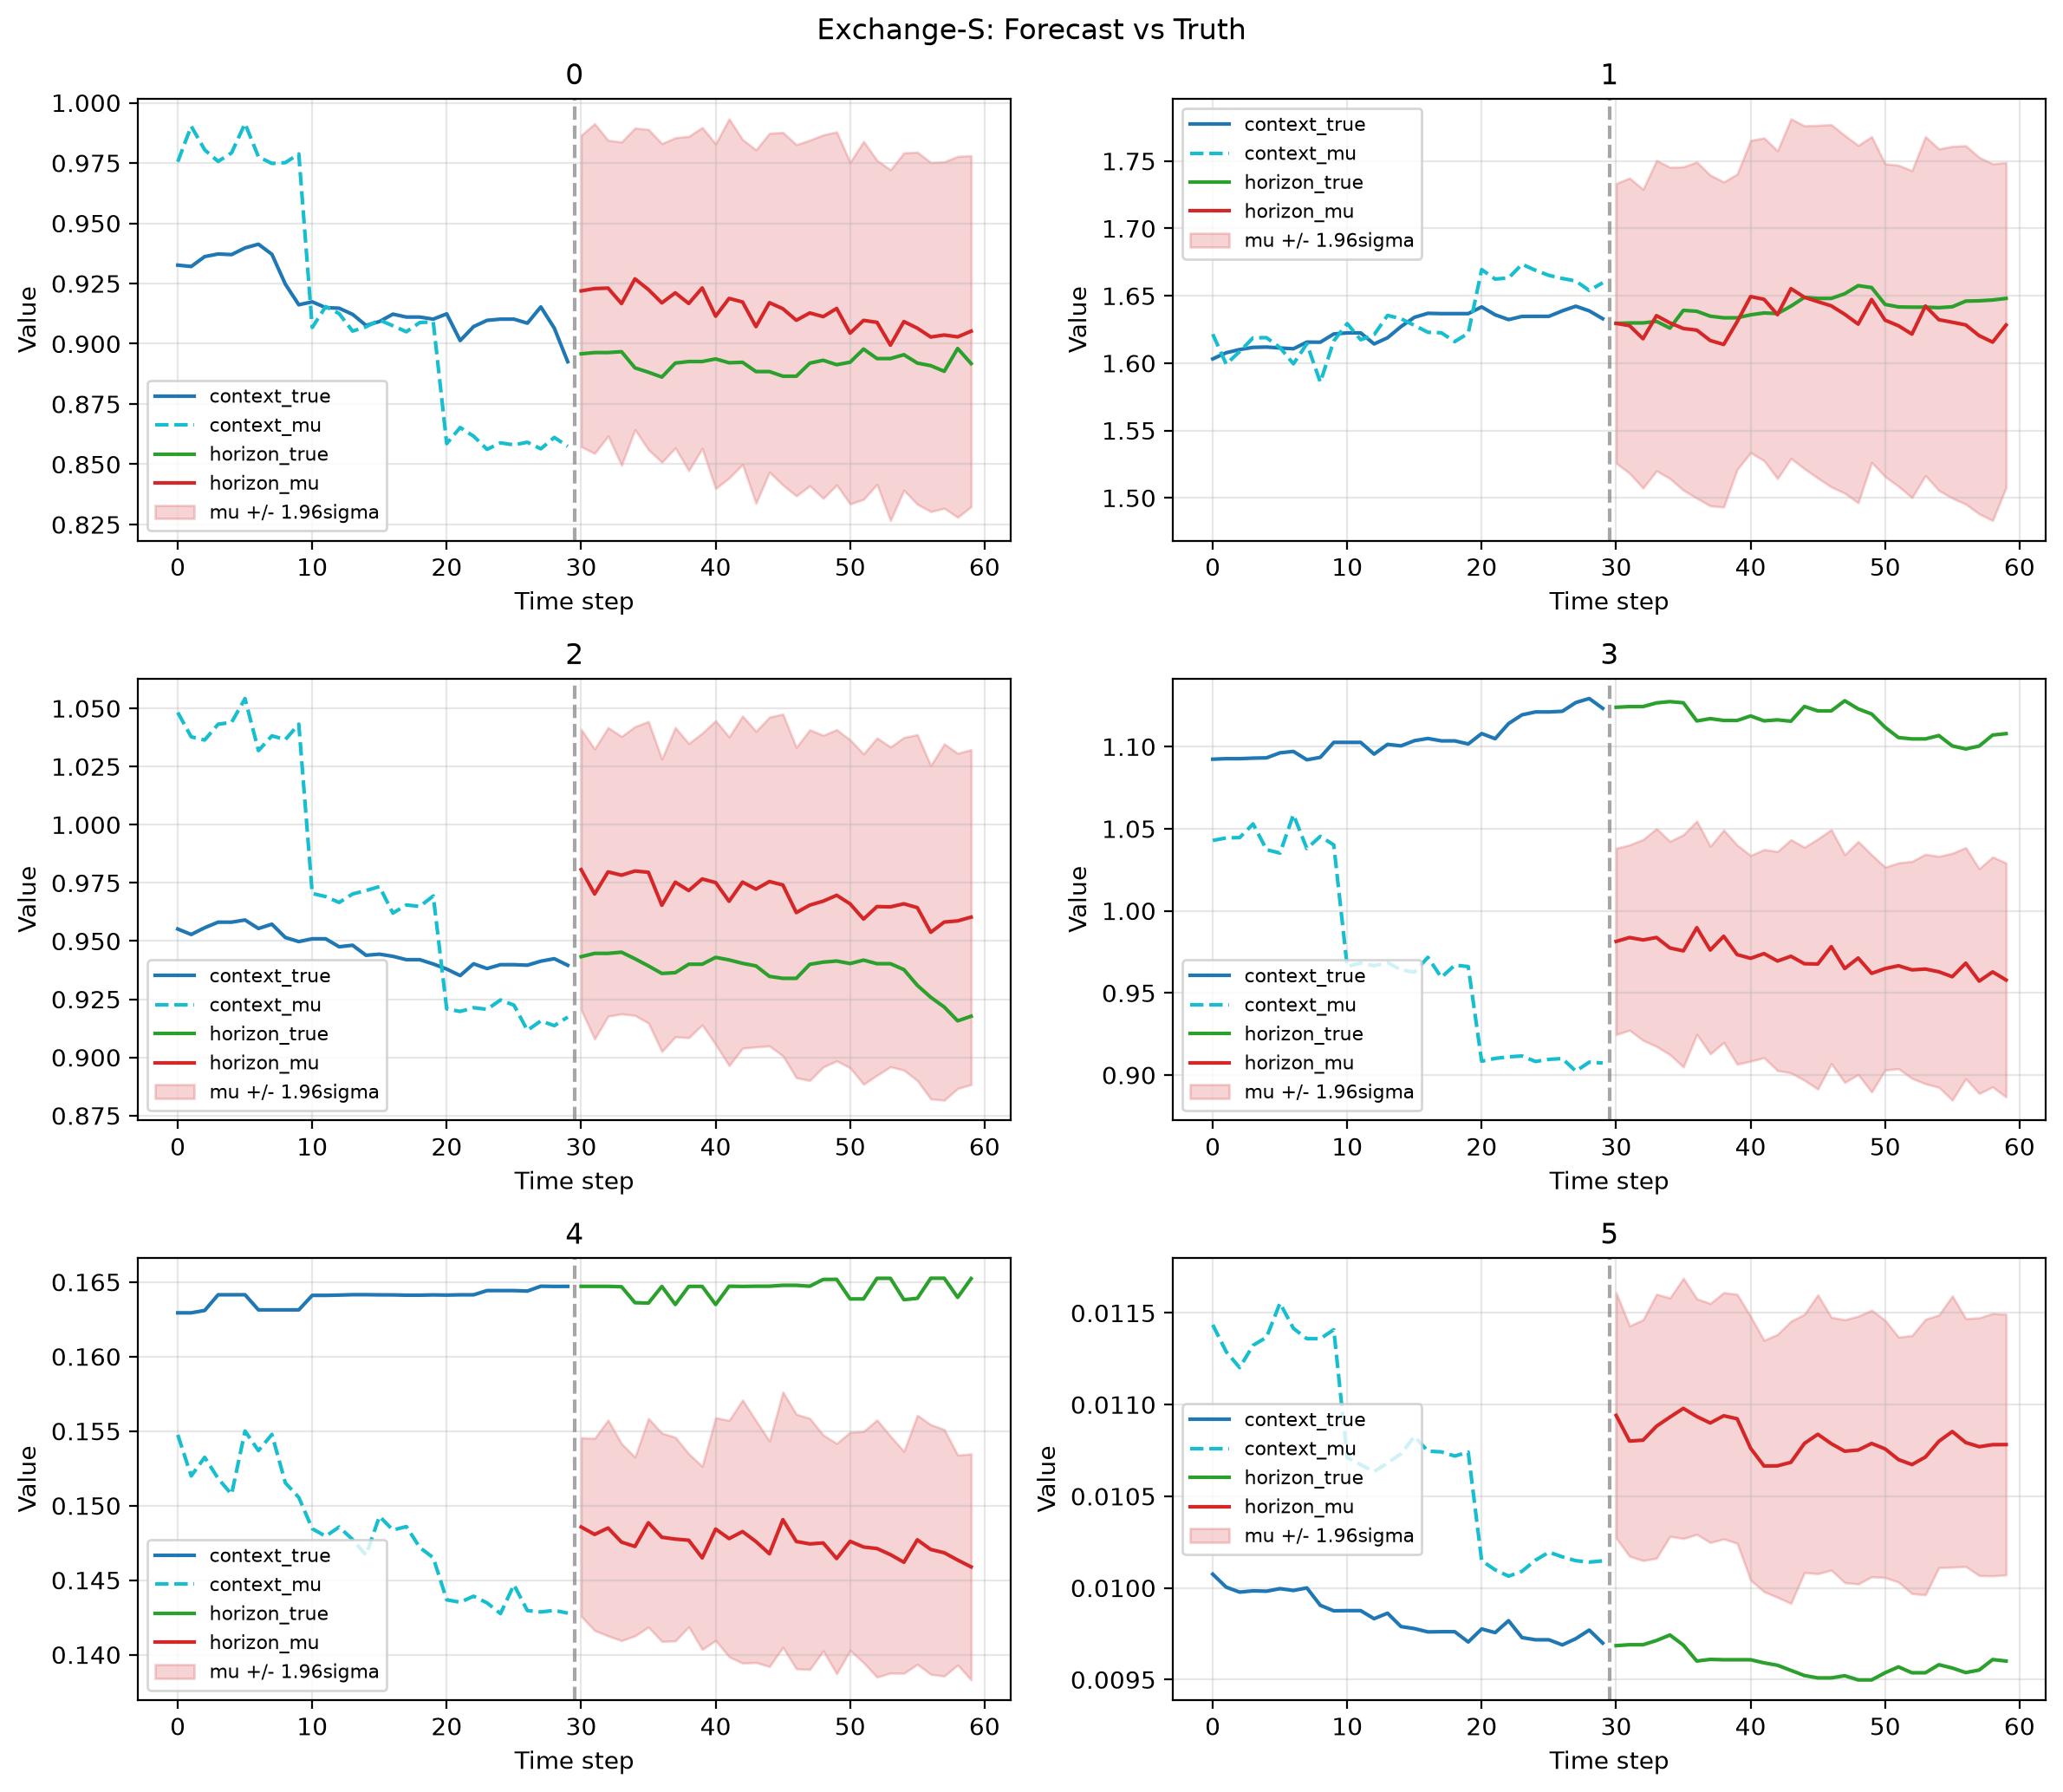 Exchange-S: Forecast vs Truth
0
1.000
0.975
0.950
0.925
0.900
0.875
0.850
0.825
Value
context_true
context_mu
horizon_true
horizon_mu
mu +/- 1.96sigma
0 10 20 30 40 50 60
Time step
1
1.75
1.70
1.65
1.60
1.55
1.50
Value
context_true
context_mu
horizon_true
horizon_mu
mu +/- 1.96sigma
0 10 20 30 40 50 60
Time step
2
1.050
1.025
1.000
0.975
0.950
0.925
0.900
0.875
Value
context_true
context_mu
horizon_true
horizon_mu
mu +/- 1.96sigma
0 10 20 30 40 50 60
Time step
3
1.10
1.05
1.00
0.95
0.90
Value
context_true
context_mu
horizon_true
horizon_mu
mu +/- 1.96sigma
0 10 20 30 40 50 60
Time step
4
0.165
0.160
0.155
0.150
0.145
0.140
Value
context_true
context_mu
horizon_true
horizon_mu
mu +/- 1.96sigma
0 10 20 30 40 50 60
Time step
5
0.0115
0.0110
0.0105
0.0100
0.0095
Value
context_true
context_mu
horizon_true
horizon_mu
mu +/- 1.96sigma
0 10 20 30 40 50 60
Time step